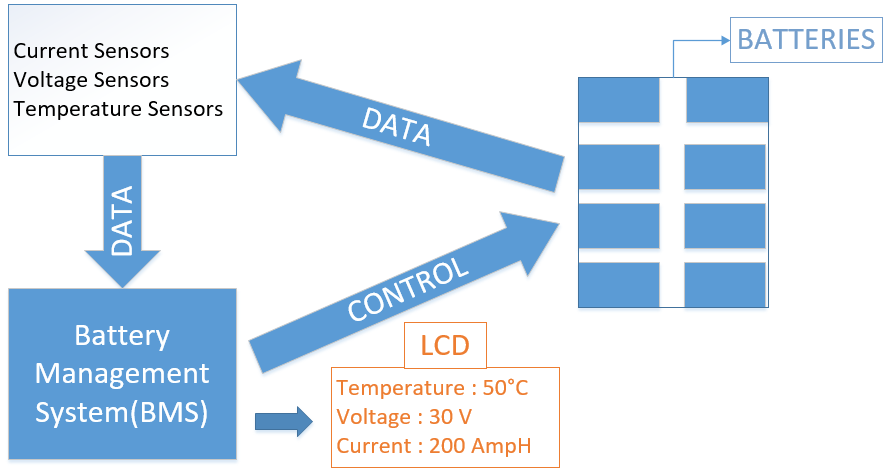 Current Sensors
Voltage Sensors
Temperature Sensors
BATTERIES
DATA
DATA
CONTROL
Battery
Management
System(BMS)
LCD
Temperature : 50°C
Voltage : 30 V
Current : 200 AmpH